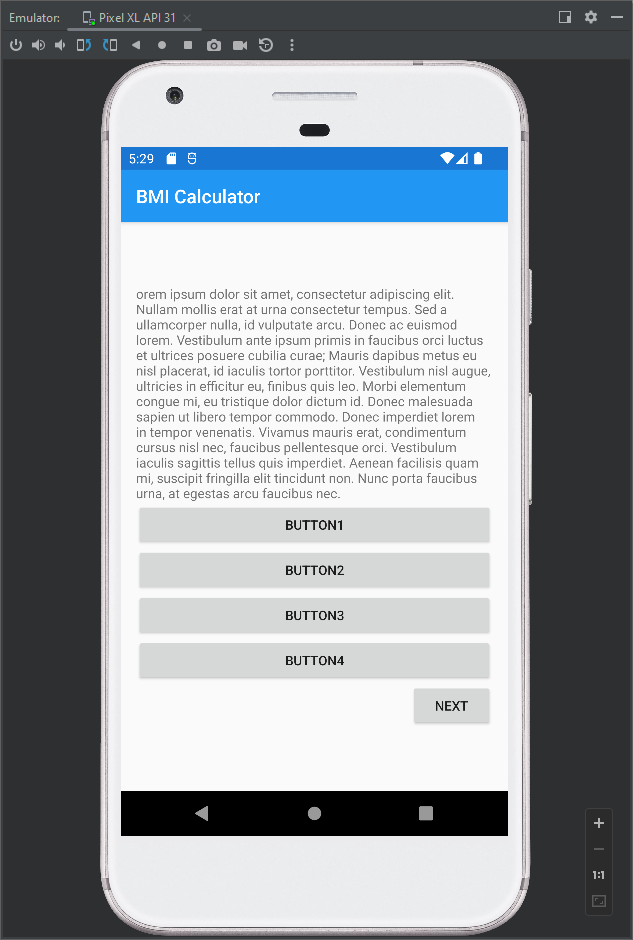 Emulator: Pixel XL API 31
5:29
BMI Calculator
orem ipsum dolor sit amet, consectetur adipiscing elit.
Nullam mollis erat at urna consectetur tempus. Sed a
ullamcorper nulla, id vulputate arcu. Donec ac euismod
lorem. Vestibulum ante ipsum primis in faucibus orci luctus
et ultrices posuere cubilia curae; Mauris dapibus metus eu
nisl placerat, id iaculis tortor porttitor. Vestibulum nisl augue,
ultricies in efficitur eu, finibus quis leo. Morbi elementum
congue mi, eu tristique dolor dictum id. Donec malesuada
sapien ut libero tempor commodo. Donec imperdiet lorem
in tempor venenatis. Vivamus mauris erat, condimentum
cursus nisl nec, faucibus pellentesque orci. Vestibulum
iaculis sagittis tellus quis imperdiet. Aenean facilisis quam
mi, suscipit fringilla elit tincidunt non. Nunc porta faucibus
urna, at egestas arcu faucibus nec.
BUTTON1
BUTTON2
BUTTON3
BUTTON4
NEXT
1:1